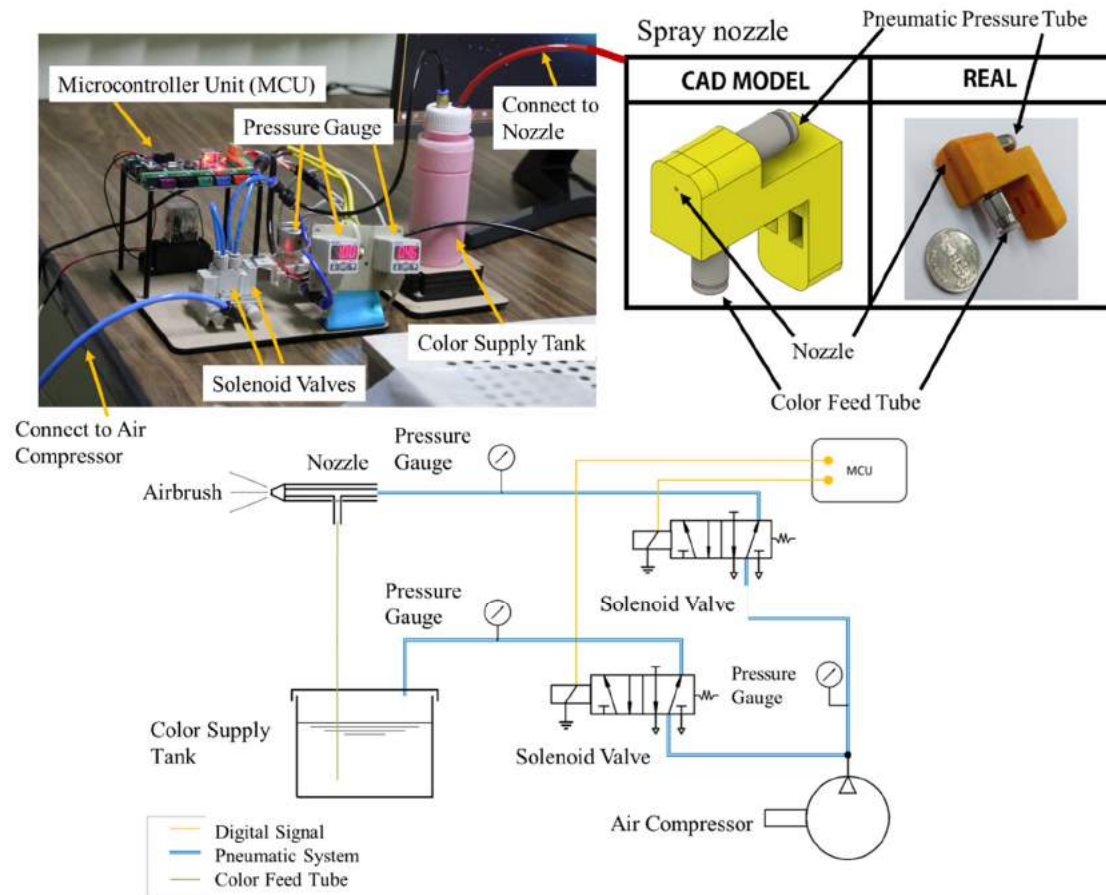 Spray nozzle
Pneumatic Pressure Tube
CAD MODEL
REAL
Microcontroller Unit (MCU)
Pressure Gauge
Connect to
Nozzle
Color Supply Tank
Solenoid Valves
Nozzle
Color Feed Tube
Connect to Air
Compressor
Airbrush
Nozzle
Pressure
Gauge
MCU
Solenoid Valve
Pressure
Gauge
Pressure
Gauge
Color Supply
Tank
Solenoid Valve
Air Compressor
Digital Signal
Pneumatic System
Color Feed Tube